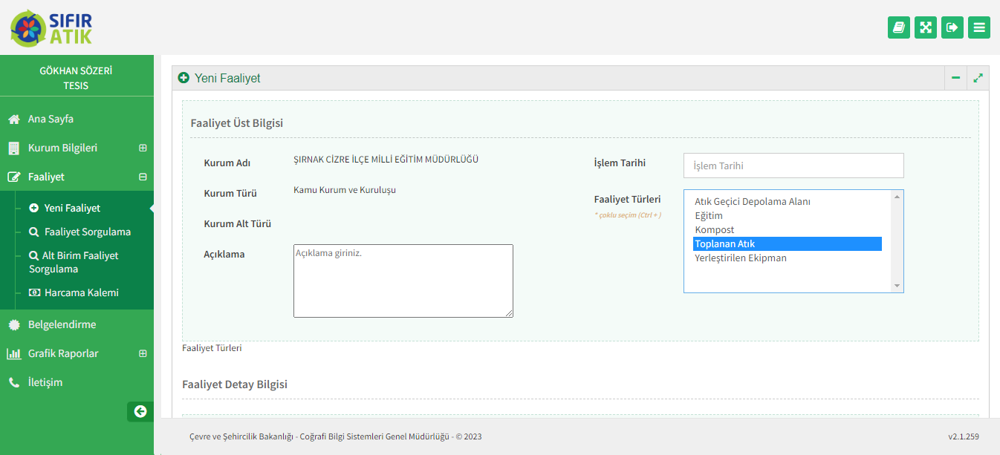 SIFIR
ATIK
GÖKHAN SÖZERİ
TESIS
Ana Sayfa
Kurum Bilgileri
Faaliyet
Yeni Faaliyet
Faaliyet Sorgulama
Alt Birim Faaliyet
Sorgulama
Harcama Kalemi
Belgelendirme
Grafik Raporlar
İletişim
Yeni Faaliyet
Faaliyet Üst Bilgisi
Kurum Adı
ŞIRNAK CİZRE İLÇE MİLLİ EĞİTİM MÜDÜRLÜĞÜ
Kurum Türü
Kamu Kurum ve Kuruluşu
Kurum Alt Türü
Açıklama
Açıklama giriniz.
İşlem Tarihi
İşlem Tarihi
Faaliyet Türleri
* çoklu seçim (Ctrl + )
Atık Geçici Depolama Alanı
Eğitim
Kompost
Toplanan Atık
Yerleştirilen Ekipman
Faaliyet Türleri
Faaliyet Detay Bilgisi
Çevre ve Şehircilik Bakanlığı - Coğrafi Bilgi Sistemleri Genel Müdürlüğü - © 2023
v2.1.259